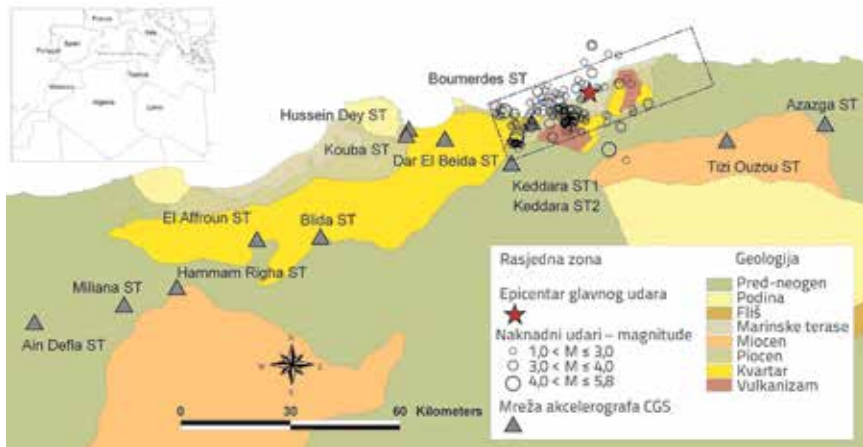 France
Italy
Portugal
Spain
Tunisia
Morocco
Algeria
Libya
Boumerdes ST
Hussein Dey ST
Kouba ST
Dar El Beida ST
Azazga ST
Tizi Ouzou ST
Keddara ST1
Keddara ST2
El Affroun ST
Blida ST
Hammam Righa ST
Miliana ST
Ain Defla ST
0 30 60 Kilometers
Rasjedna zona
Epicentar glavnog udara
Naknadni udari – magnitude
1,0 < M ≤ 3,0
3,0 < M ≤ 4,0
4,0 < M ≤ 5,8
Mreža akcelerografa CGS
Geologija
Pred-neogen
Podina
Fliš
Marinske terase
Miocen
Piocen
Kvartar
Vulkanizam